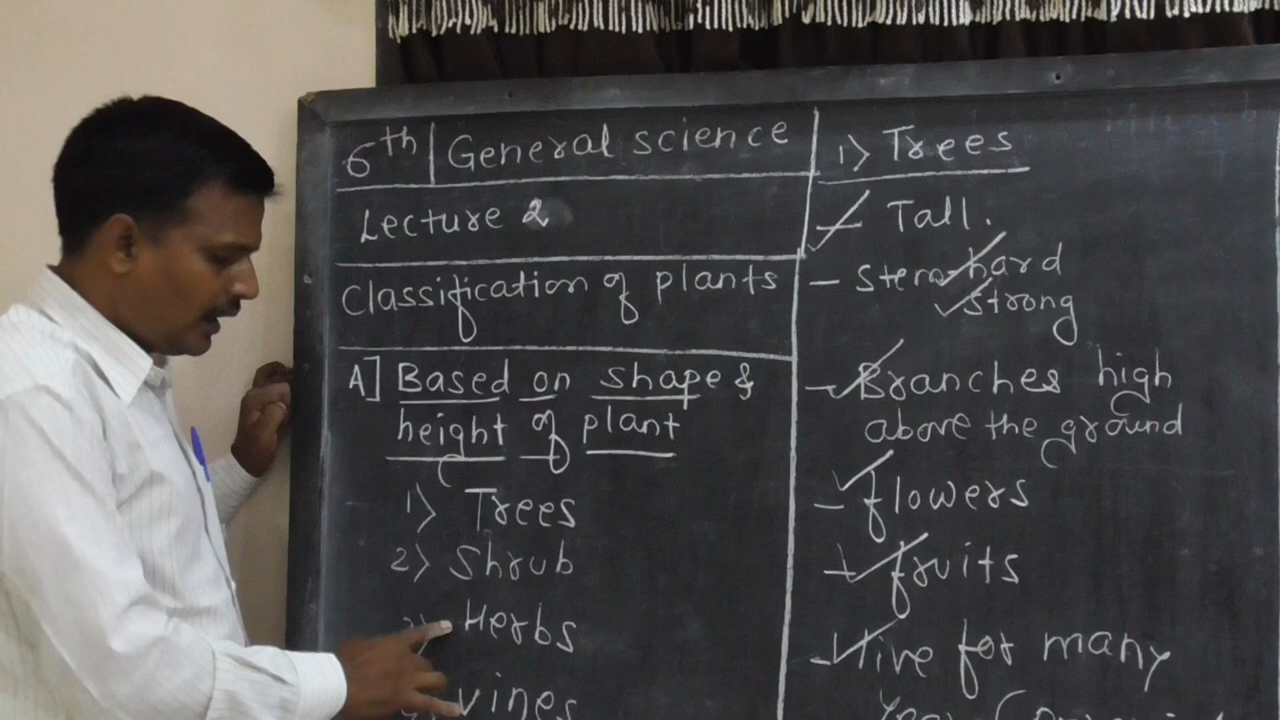 6th | General science
Lecture 2
Classification of plants
A] Based on shape &
height of plant
1) Trees
2) Shrub
Herbs
vines
1) Trees
- Tall.
- Stem - hard
strong
- Branches high
above the ground
- flowers
- fruits
- live for many